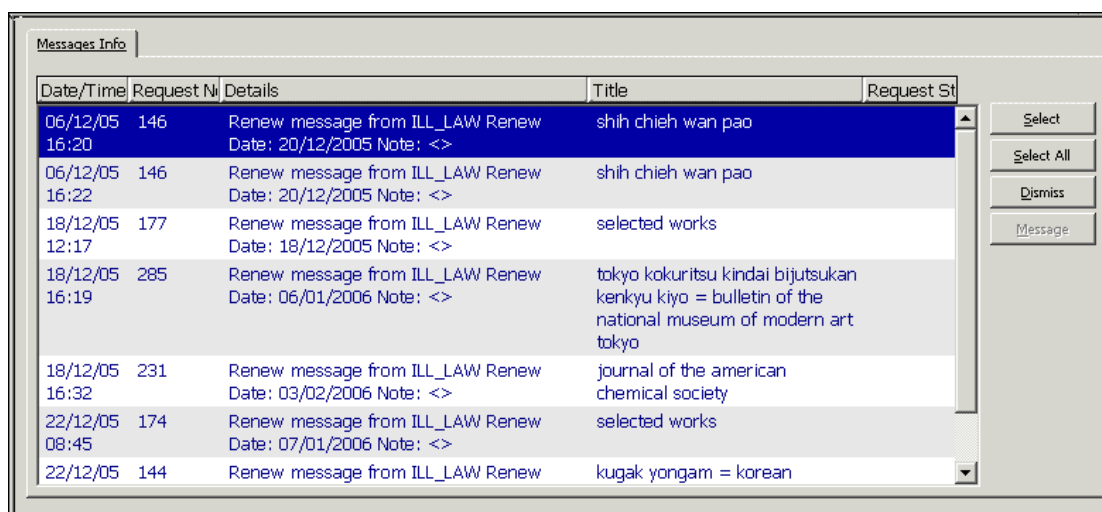 Messages Info
Date/Time Request N Details Title Request St
06/12/05 146 Renew message from ILL_LAW Renew shih chieh wan pao
16:20 Date: 20/12/2005 Note: <>
06/12/05 146 Renew message from ILL_LAW Renew shih chieh wan pao
16:22 Date: 20/12/2005 Note: <>
18/12/05 177 Renew message from ILL_LAW Renew selected works
12:17 Date: 18/12/2005 Note: <>
18/12/05 285 Renew message from ILL_LAW Renew tokyo kokuritsu kindai bijutsukan
16:19 Date: 06/01/2006 Note: <> kenkyu kiyo = bulletin of the
national museum of modern art
tokyo
18/12/05 231 Renew message from ILL_LAW Renew journal of the american
16:32 Date: 03/02/2006 Note: <> chemical society
22/12/05 174 Renew message from ILL_LAW Renew selected works
08:45 Date: 07/01/2006 Note: <>
22/12/05 144 Renew message from ILL_LAW Renew kugak yongam = korean
Select
Select All
Dismiss
Message